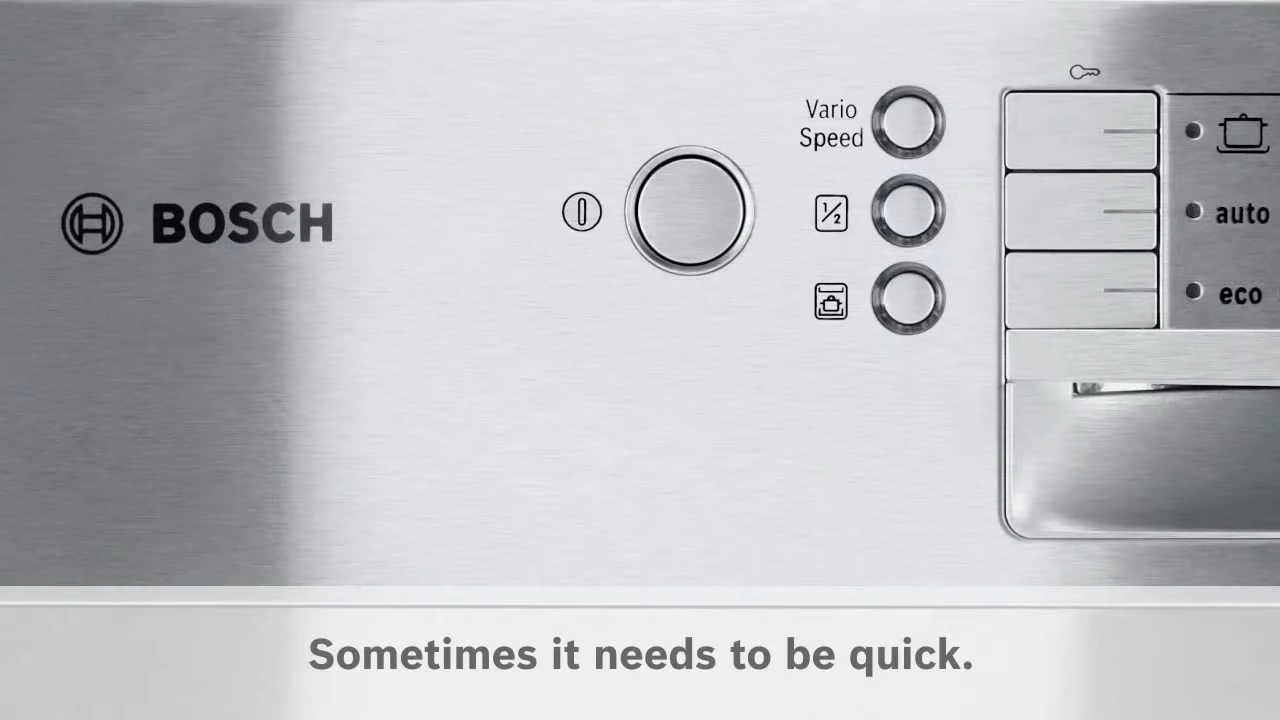 BOSCH
Vario
Speed
1/2
auto
eco
Sometimes it needs to be quick.